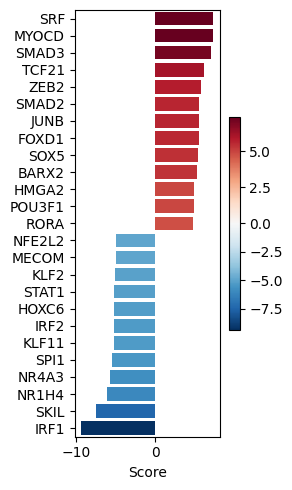 SRF
MYOCD
SMAD3
TCF21
ZEB2
SMAD2
JUNB
FOXD1
SOX5
BARX2
HMGA2
POU3F1
RORA
NFE2L2
MECOM
KLF2
STAT1
HOXC6
IRF2
KLF11
SPI1
NR4A3
NR1H4
SKIL
IRF1
−10 0
Score
5.0
2.5
0.0
−2.5
−5.0
−7.5